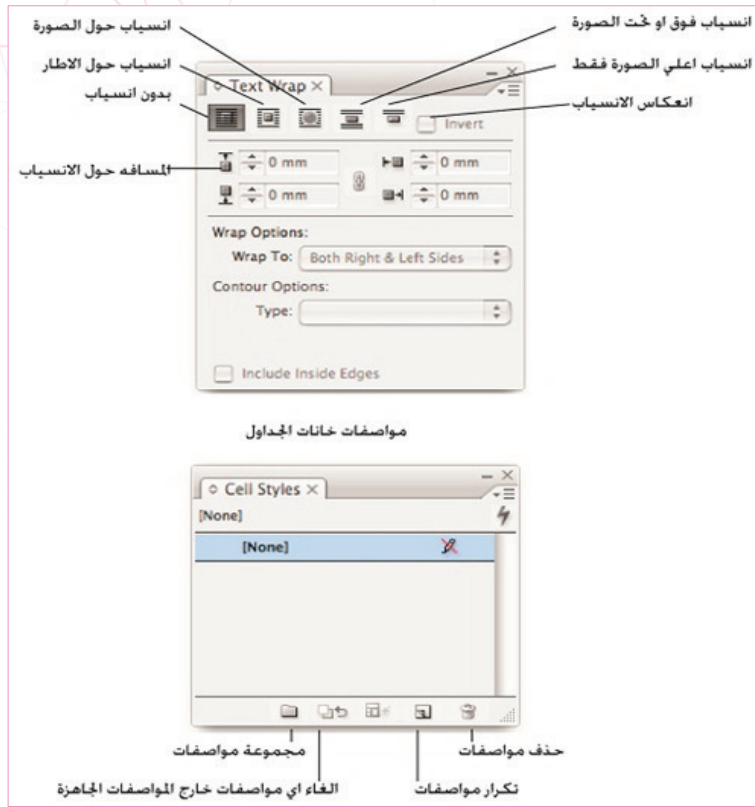 انسياب حول الصورة
انسياب فوق او تحت الصورة
انسياب حول الاطار
انسياب اعلي الصورة فقط
بدون انسياب
انعكاس الانسياب
Text Wrap
Invert
المسافه حول الانسياب
0 mm
0 mm
0 mm
0 mm
Wrap Options:
Wrap To: Both Right & Left Sides
Contour Options:
Type:
Include Inside Edges
مواصفات خانات الجداول
Cell Styles
[None]
[None]
مجموعة مواصفات
حذف مواصفات
الغاء اي مواصفات خارج المواصفات الجاهزة
تكرار مواصفات